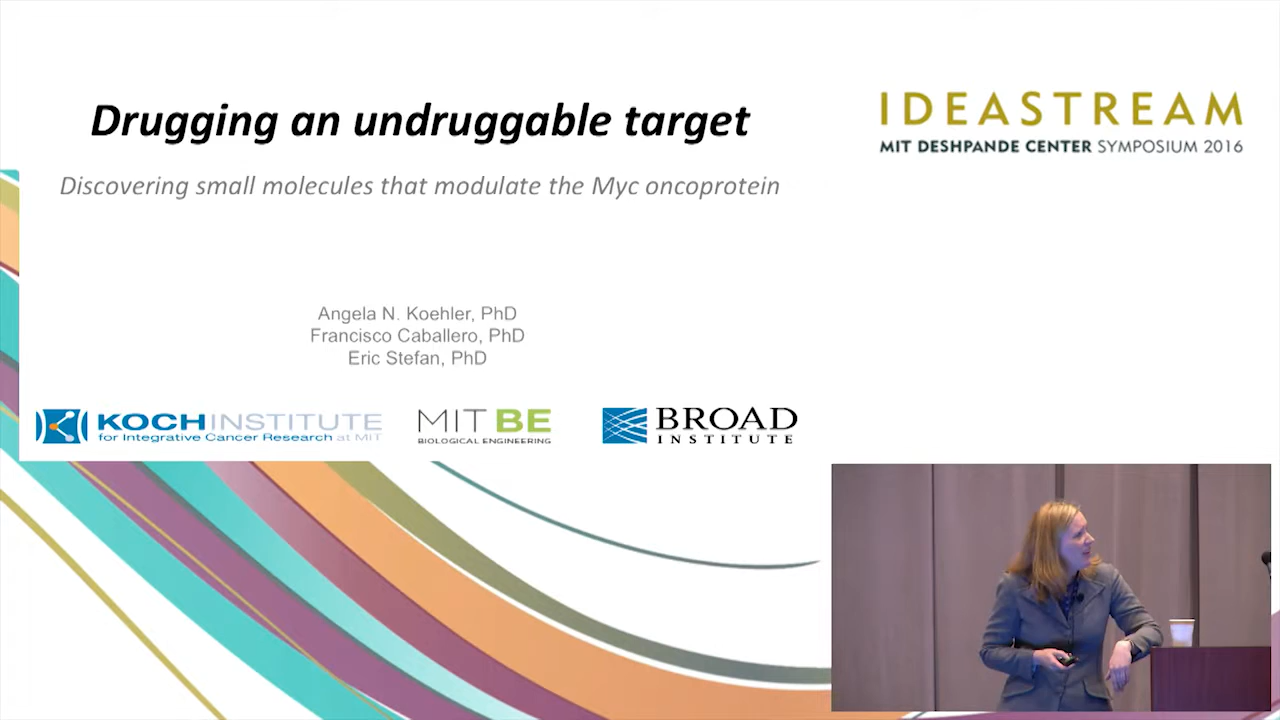 Drugging an undruggable target
Discovering small molecules that modulate the Myc oncoprotein
IDEASTREAM
MIT DESHPANDE CENTER SYMPOSIUM 2016
Angela N. Koehler, PhD
Francisco Caballero, PhD
Eric Stefan, PhD
KOCHINSTITUTE
for Integrative Cancer Research at MIT
MIT BE
BIOLOGICAL ENGINEERING
BROAD
INSTITUTE